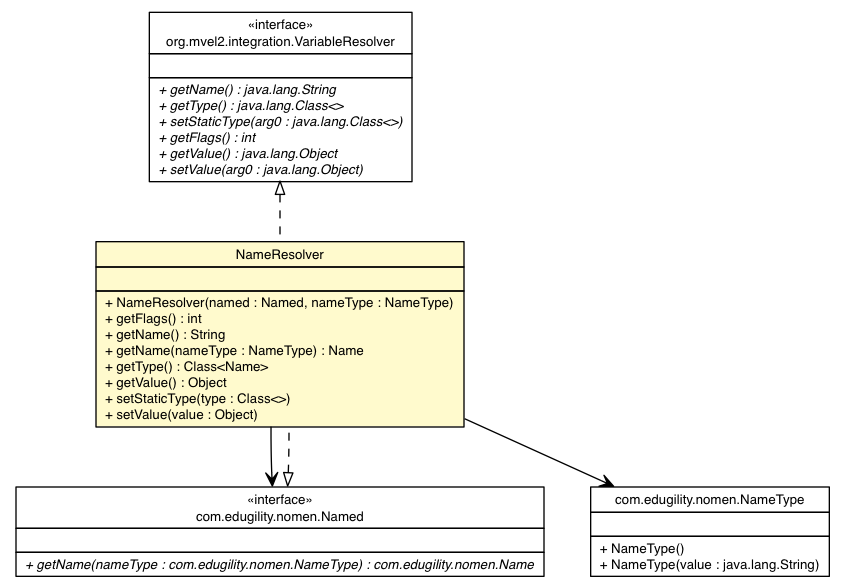 «interface»
org.mvel2.integration.VariableResolver
+ getName() : java.lang.String
+ getType() : java.lang.Class<>
+ setStaticType(arg0 : java.lang.Class<>)
+ getFlags() : int
+ getValue() : java.lang.Object
+ setValue(arg0 : java.lang.Object)
NameResolver
+ NameResolver(named : Named, nameType : NameType)
+ getFlags() : int
+ getName() : String
+ getName(nameType : NameType) : Name
+ getType() : Class<Name>
+ getValue() : Object
+ setStaticType(type : Class<>)
+ setValue(value : Object)
«interface»
com.edugility.nomen.Named
+ getName(nameType : com.edugility.nomen.NameType) : com.edugility.nomen.Name
com.edugility.nomen.NameType
+ NameType()
+ NameType(value : java.lang.String)